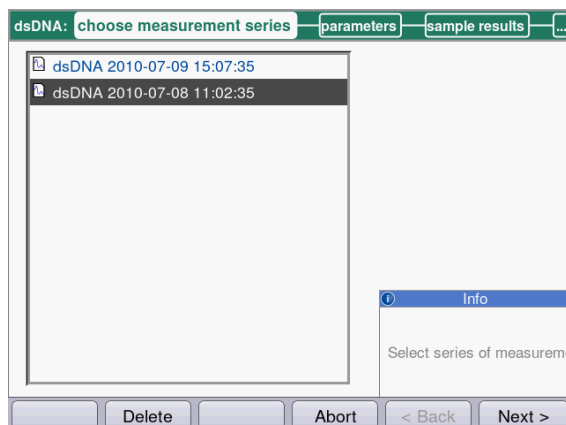 dsDNA: choose measurement series parameters sample results ...
dsDNA 2010-07-09 15:07:35
dsDNA 2010-07-08 11:02:35
Info
Select series of
Delete Abort < Back Next >